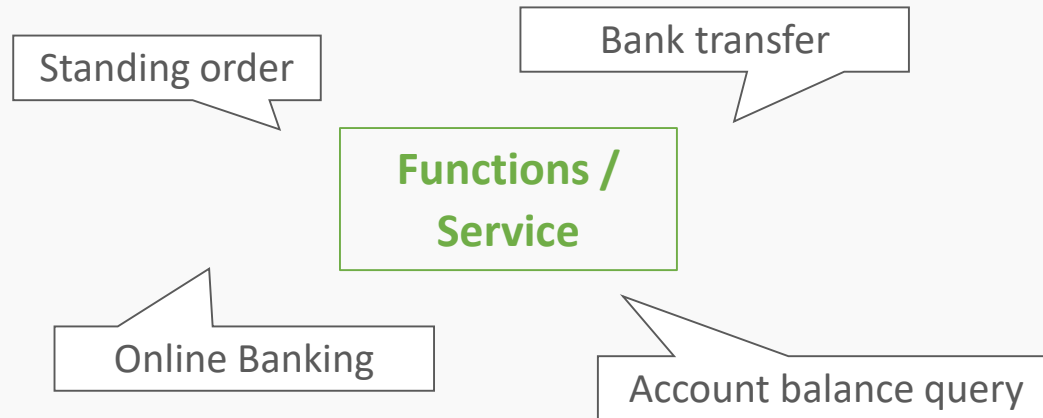 Bank transfer
Standing order
Functions /
Service
Online Banking
Account balance query